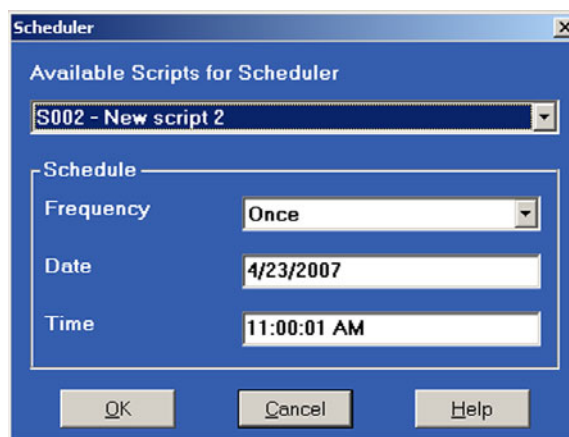 Scheduler
Available Scripts for Scheduler
S002 - New script 2
Schedule
Frequency Once
Date 4/23/2007
Time 11:00:01 AM
OK Cancel Help